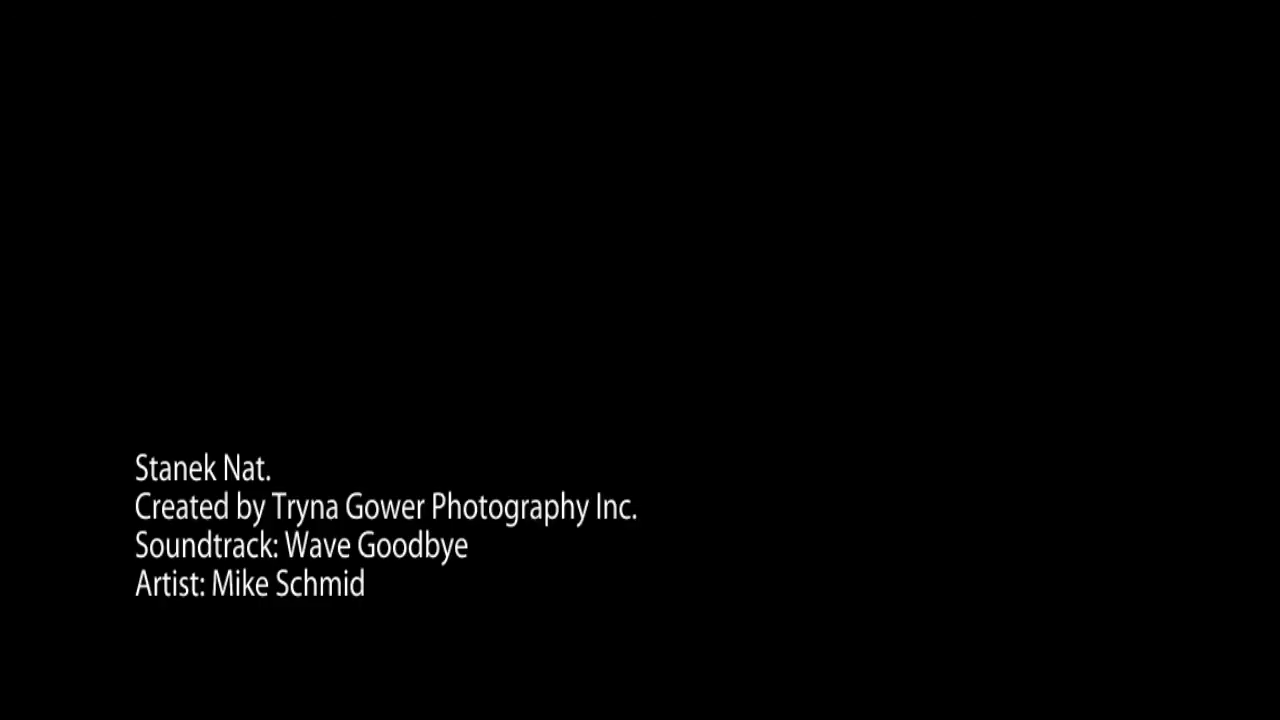 Stanek Nat.
Created by Tryna Gower Photography Inc.
Soundtrack: Wave Goodbye
Artist: Mike Schmid